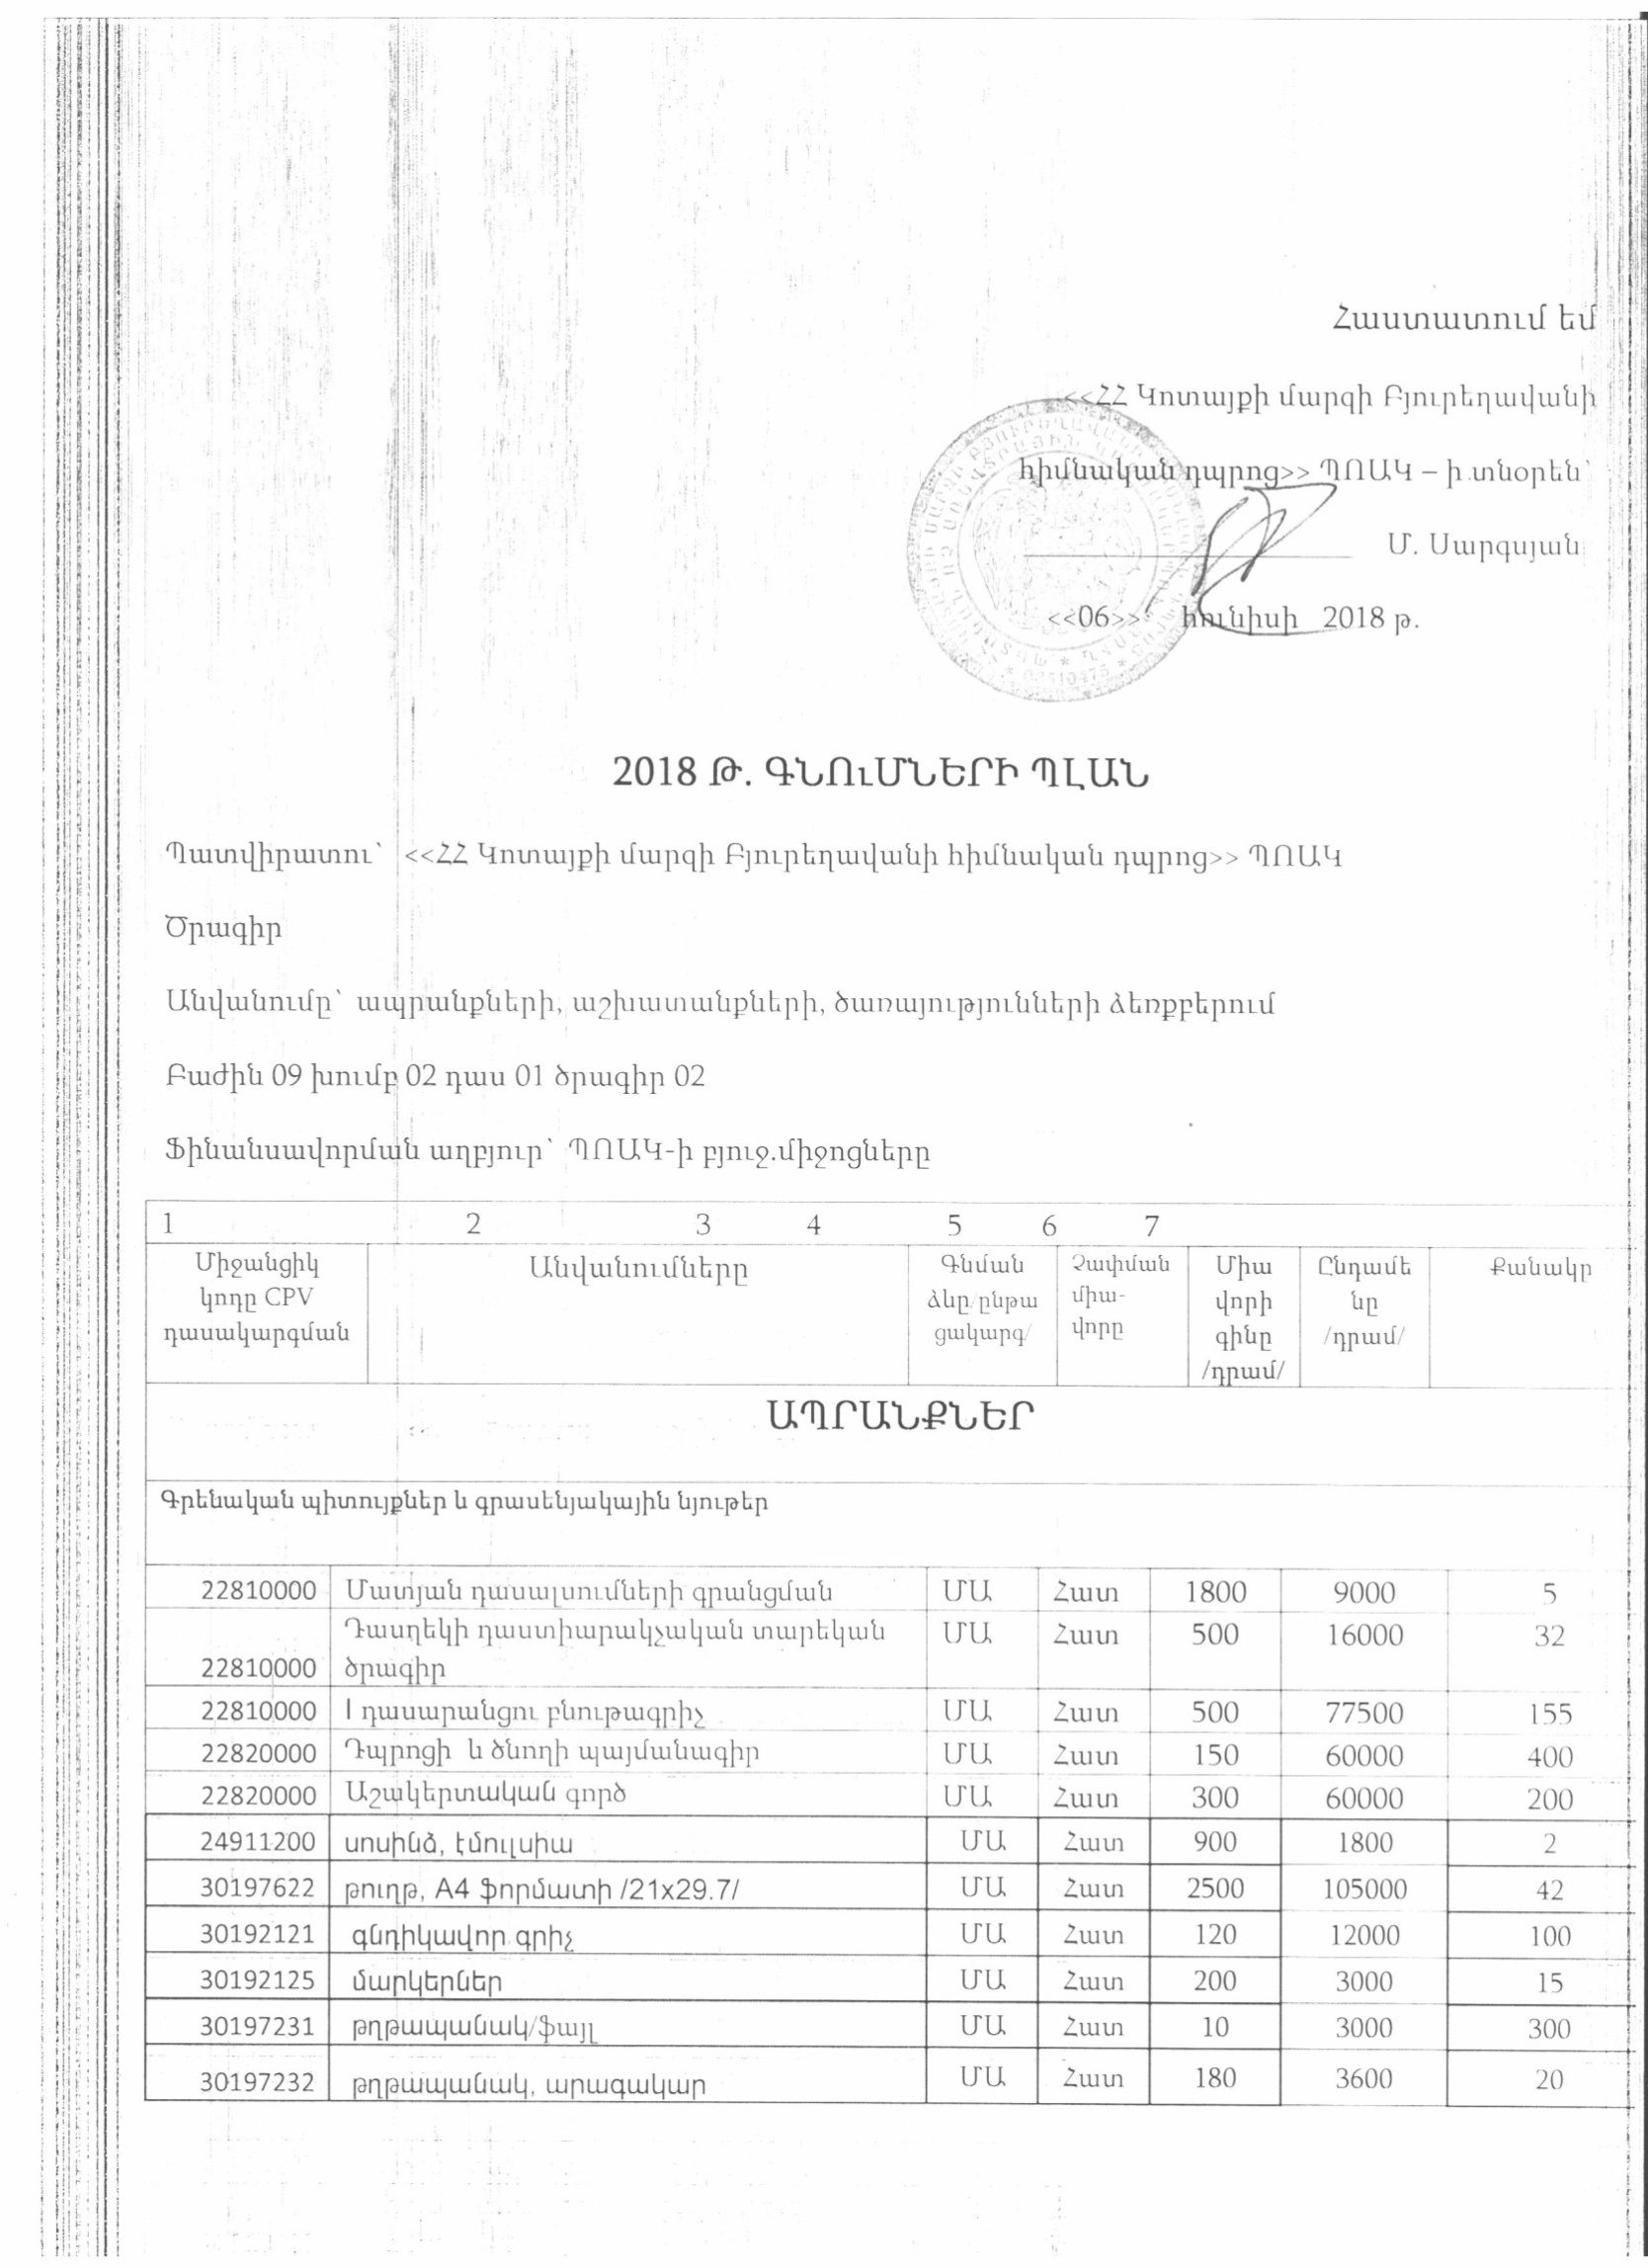 Հաստատում եմ
<<ՀՀ Կոտայքի մարզի Բյուրեղավանի
հիմնական դպրոց>> ՊՈԱԿ – ի տնօրեն՝
Մ. Սարգսյան
<<06>> հունիսի 2018 թ.
2018 Թ. ԳՆՈւՄՆԵՐԻ ՊԼԱՆ
Պատվիրատու՝ <<ՀՀ Կոտայքի մարզի Բյուրեղավանի հիմնական դպրոց>> ՊՈԱԿ
Ծրագիր
Անվանումը՝ ապրանքների, աշխատանքների, ծառայությունների ձեռքբերում
Բաժին 09 խումբ 02 դաս 01 ծրագիր 02
Ֆինանսավորման աղբյուր՝ ՊՈԱԿ-ի բյուջ.միջոցները
1 2 3 4 5 6 7
Միջանցիկ կոդը CPV դասակարգման Անվանումները Գնման ձևը/ընթացակարգ/ Չափման միա-վորը Միավորի գինը /դրամ/ Ընդամենը /դրամ/ Քանակը
ԱՊՐԱՆՔՆԵՐ
Գրենական պիտույքներ և գրասենյակային նյութեր
22810000 Մատյան դասալսումների գրանցման ՄԱ Հատ 1800 9000 5
22810000 Դասղեկի դաստիարակչական տարեկան ծրագիր ՄԱ Հատ 500 16000 32
22810000 I դասարանցու բնութագրիչ ՄԱ Հատ 500 77500 155
22820000 Դպրոցի և ծնողի պայմանագիր ՄԱ Հատ 150 60000 400
22820000 Աշակերտական գործ ՄԱ Հատ 300 60000 200
24911200 սոսինձ, էմուլսիա ՄԱ Հատ 900 1800 2
30197622 թուղթ, A4 ֆորմատի /21x29.7/ ՄԱ Հատ 2500 105000 42
30192121 գնդիկավոր գրիչ ՄԱ Հատ 120 12000 100
30192125 մարկերներ ՄԱ Հատ 200 3000 15
30197231 թղթապանակ/ֆայլ ՄԱ Հատ 10 3000 300
30197232 թղթապանակ, արագակար ՄԱ Հատ 180 3600 20